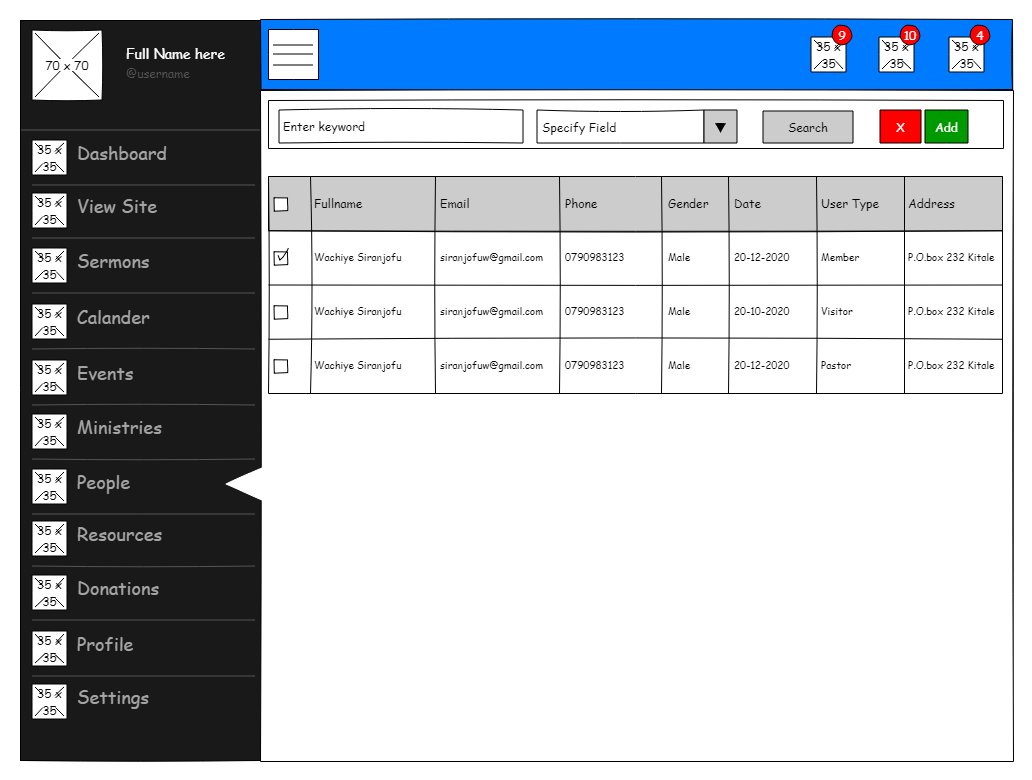 70 x 70
Full Name here
@username
35 x 35 Dashboard
35 x 35 View Site
35 x 35 Sermons
35 x 35 Calander
35 x 35 Events
35 x 35 Ministries
35 x 35 People
35 x 35 Resources
35 x 35 Donations
35 x 35 Profile
35 x 35 Settings
35 x 35 9
35 x 35 10
35 x 35 4
Enter keyword Specify Field ▼ Search X Add
Fullname Email Phone Gender Date User Type Address
Wachiye Siranjofu siranjofuw@gmail.com 0790983123 Male 20-12-2020 Member P.O.box 232 Kitale
Wachiye Siranjofu siranjofuw@gmail.com 0790983123 Male 20-10-2020 Visitor P.O.box 232 Kitale
Wachiye Siranjofu siranjofuw@gmail.com 0790983123 Male 20-12-2020 Pastor P.O.box 232 Kitale